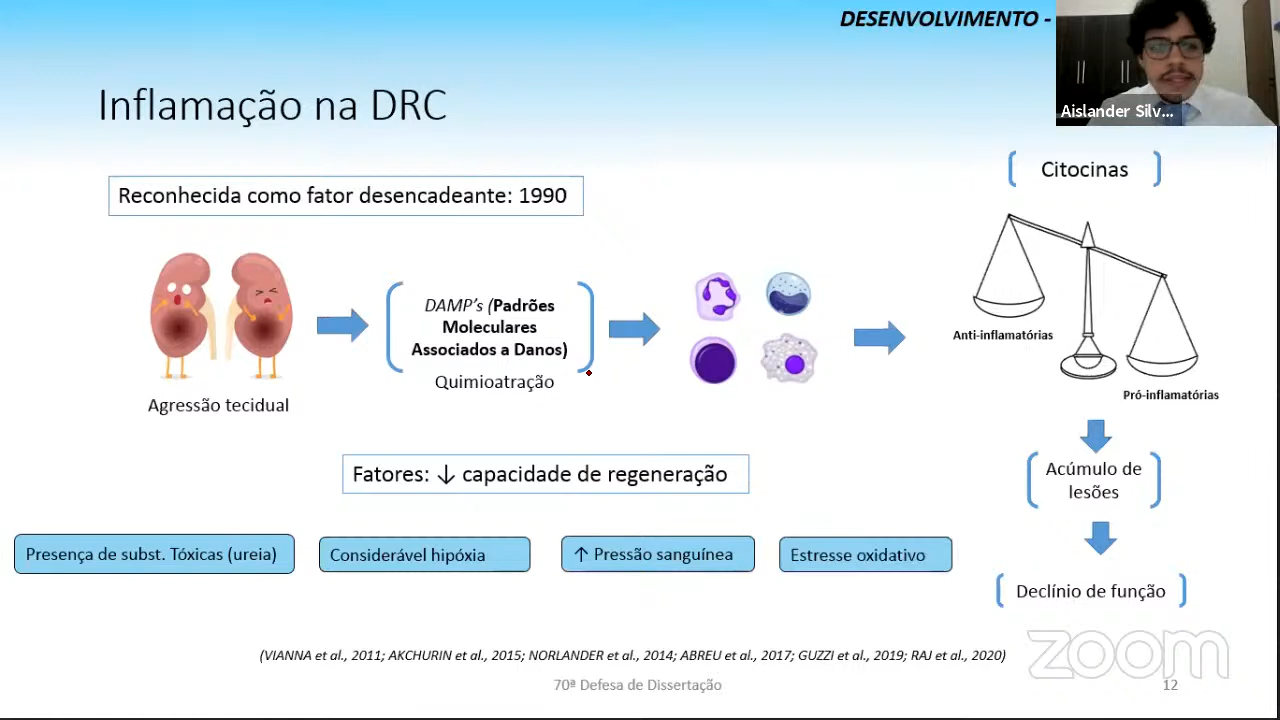 DESENVOLVIMENTO -
Aislander Silv...
Inflamação na DRC
Reconhecida como fator desencadeante: 1990
Citocinas
DAMP's (Padrões
Moleculares
Associados a Danos)
Quimioatração
Agressão tecidual
Anti-inflamatórias
Pró-inflamatórias
Acúmulo de
lesões
Declínio de função
Fatores: ↓ capacidade de regeneração
Presença de subst. Tóxicas (ureia)
Considerável hipóxia
↑ Pressão sanguínea
Estresse oxidativo
(VIANNA et al., 2011; AKCHURIN et al., 2015; NORLANDER et al., 2014; ABREU et al., 2017; GUZZI et al., 2019; RAJ et al., 2020)
zoom
70ª Defesa de Dissertação
12